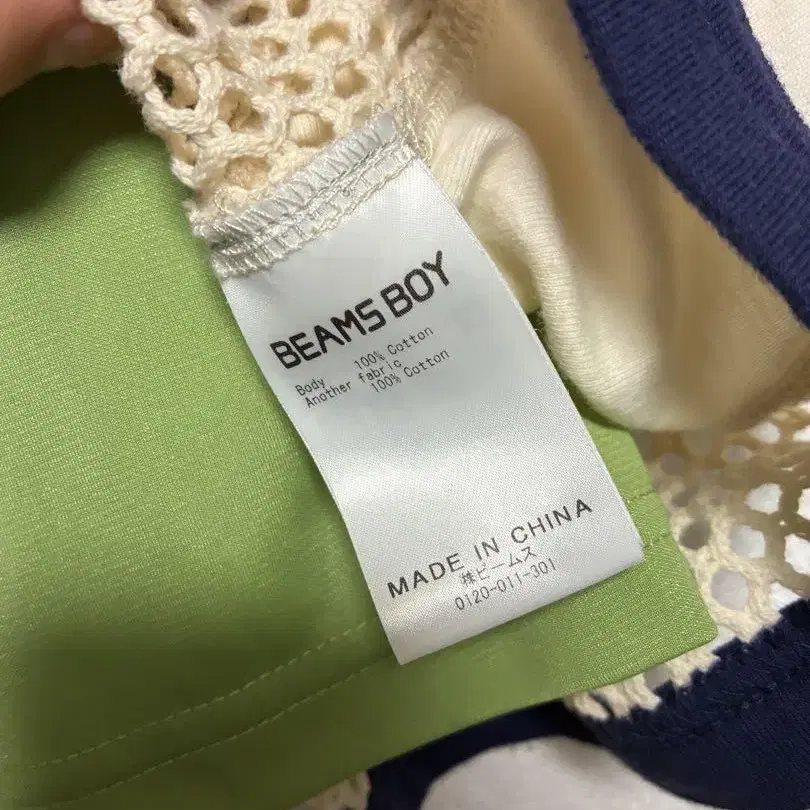 BEAMS BOY
Body 100% Cotton
Another fabric
100% Cotton
MADE IN CHINA
㈱ビームス
0120-011-301